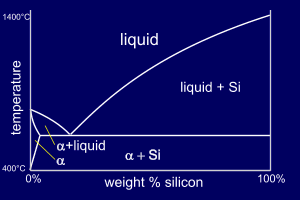 1400°C
liquid
liquid + Si
temperature
α+liquid
α
α + Si
400°C
0%
weight % silicon
100%